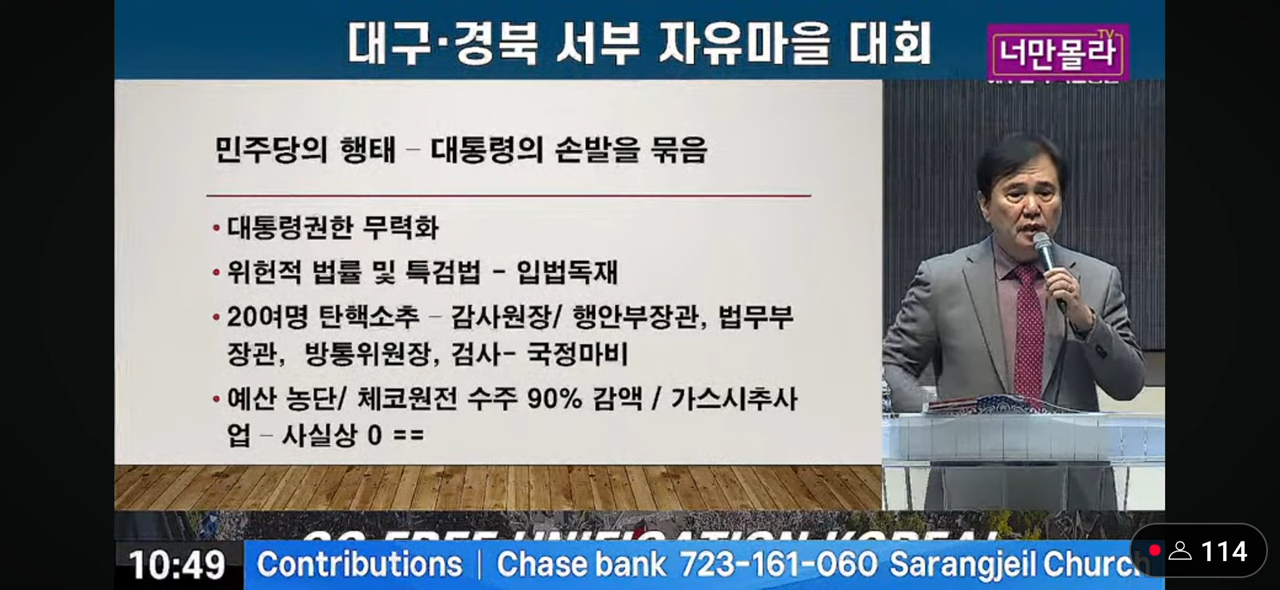 대구·경북 서부 자유마을 대회
너만몰라
TV
민주당의 행태 – 대통령의 손발을 묶음
• 대통령권한 무력화
• 위헌적 법률 및 특검법 - 입법독재
• 20여명 탄핵소추 – 감사원장/ 행안부장관, 법무부
장관, 방통위원장, 검사- 국정마비
• 예산 농단/ 체코원전 수주 90% 감액 / 가스시추사
업 – 사실상 0 ==
10:49
Contributions | Chase bank 723-161-060 Sarangjeil Church
114